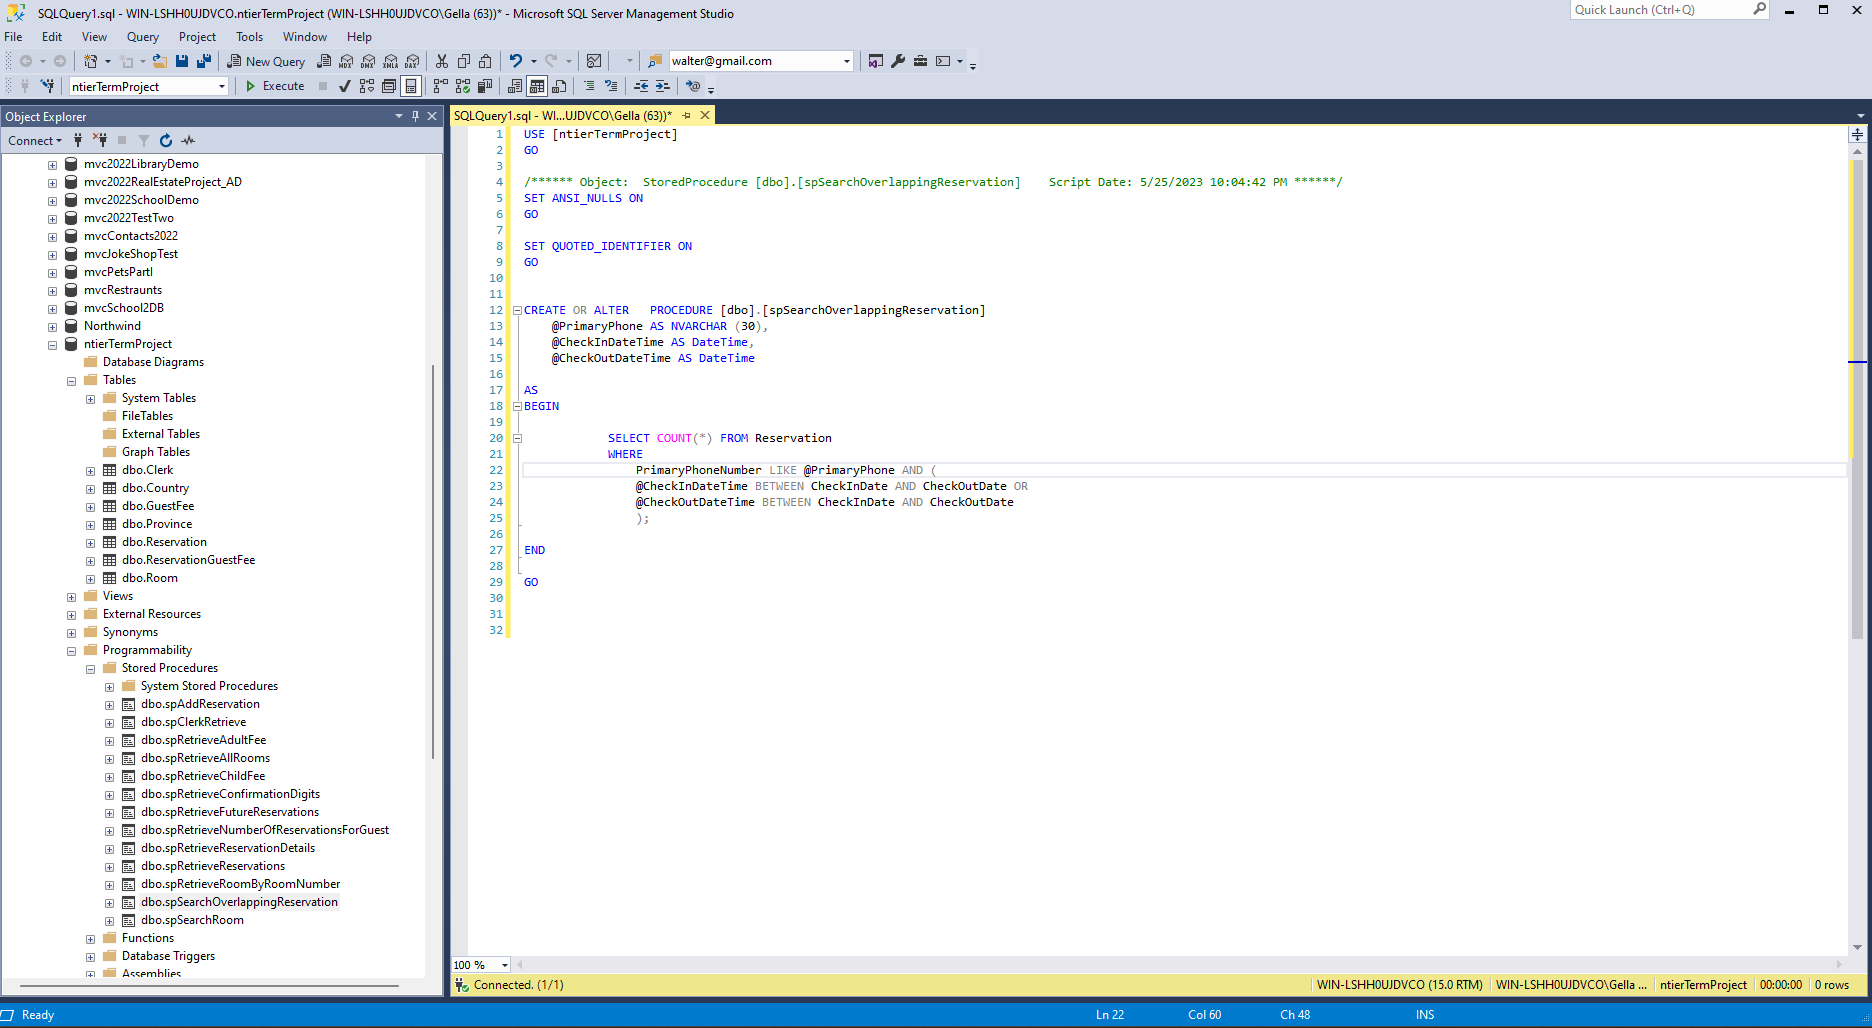 SQLQuery1.sql - WIN-LSHH0UJDVCO.ntierTermProject (WIN-LSHH0UJDVCO\Gella (63))* - Microsoft SQL Server Management Studio
Quick Launch (Ctrl+Q)
File Edit View Query Project Tools Window Help
New Query
MDX DMX XMLA DAX
walter@gmail.com
ntierTermProject
Execute
Object Explorer
Connect
mvc2022LibraryDemo
mvc2022RealEstateProject_AD
mvc2022SchoolDemo
mvc2022TestTwo
mvcContacts2022
mvcJokeShopTest
mvcPetsPartI
mvcRestraunts
mvcSchool2DB
Northwind
ntierTermProject
Database Diagrams
Tables
System Tables
FileTables
External Tables
Graph Tables
dbo.Clerk
dbo.Country
dbo.GuestFee
dbo.Province
dbo.Reservation
dbo.ReservationGuestFee
dbo.Room
Views
External Resources
Synonyms
Programmability
Stored Procedures
System Stored Procedures
dbo.spAddReservation
dbo.spClerkRetrieve
dbo.spRetrieveAdultFee
dbo.spRetrieveAllRooms
dbo.spRetrieveChildFee
dbo.spRetrieveConfirmationDigits
dbo.spRetrieveFutureReservations
dbo.spRetrieveNumberOfReservationsForGuest
dbo.spRetrieveReservationDetails
dbo.spRetrieveReservations
dbo.spRetrieveRoomByRoomNumber
dbo.spSearchOverlappingReservation
dbo.spSearchRoom
Functions
Database Triggers
Assemblies
SQLQuery1.sql - WI...UJDVCO\Gella (63))*
1 USE [ntierTermProject]
2 GO
3
4 /****** Object:  StoredProcedure [dbo].[spSearchOverlappingReservation]    Script Date: 5/25/2023 10:04:42 PM ******/
5 SET ANSI_NULLS ON
6 GO
7
8 SET QUOTED_IDENTIFIER ON
9 GO
10
11
12 CREATE OR ALTER   PROCEDURE [dbo].[spSearchOverlappingReservation]
13     @PrimaryPhone AS NVARCHAR (30),
14     @CheckInDateTime AS DateTime,
15     @CheckOutDateTime AS DateTime
16
17 AS
18 BEGIN
19
20             SELECT COUNT(*) FROM Reservation
21             WHERE
22                 PrimaryPhoneNumber LIKE @PrimaryPhone AND (
23                 @CheckInDateTime BETWEEN CheckInDate AND CheckOutDate OR
24                 @CheckOutDateTime BETWEEN CheckInDate AND CheckOutDate
25                 );
26
27 END
28
29 GO
30
31
32
100 %
Connected. (1/1)
WIN-LSHH0UJDVCO (15.0 RTM) WIN-LSHH0UJDVCO\Gella ... ntierTermProject 00:00:00 0 rows
Ready
Ln 22 Col 60 Ch 48 INS